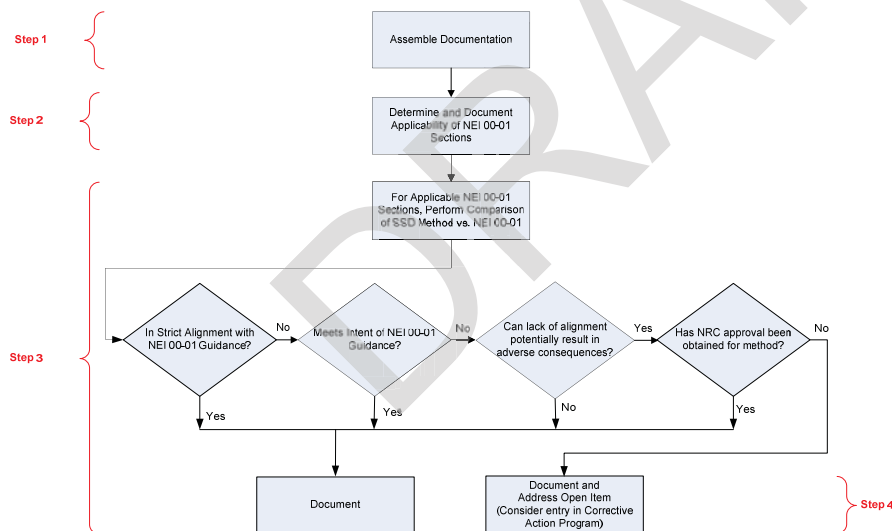 Step 1
Assemble Documentation
Step 2
Determine and Document
Applicability of NEI 00-01
Sections
For Applicable NEI 00-01
Sections, Perform Comparison
of SSD Method vs. NEI 00-01
Step 3
In Strict Alignment with
NEI 00-01 Guidance?
No
Meets Intent of NEI 00-01
Guidance?
No
Can lack of alignment
potentially result in
adverse consequences?
Yes
Has NRC approval been
obtained for method?
No
Yes
Yes
No
Yes
Document
Document and
Address Open Item
(Consider entry in Corrective
Action Program)
Step 4
DRA